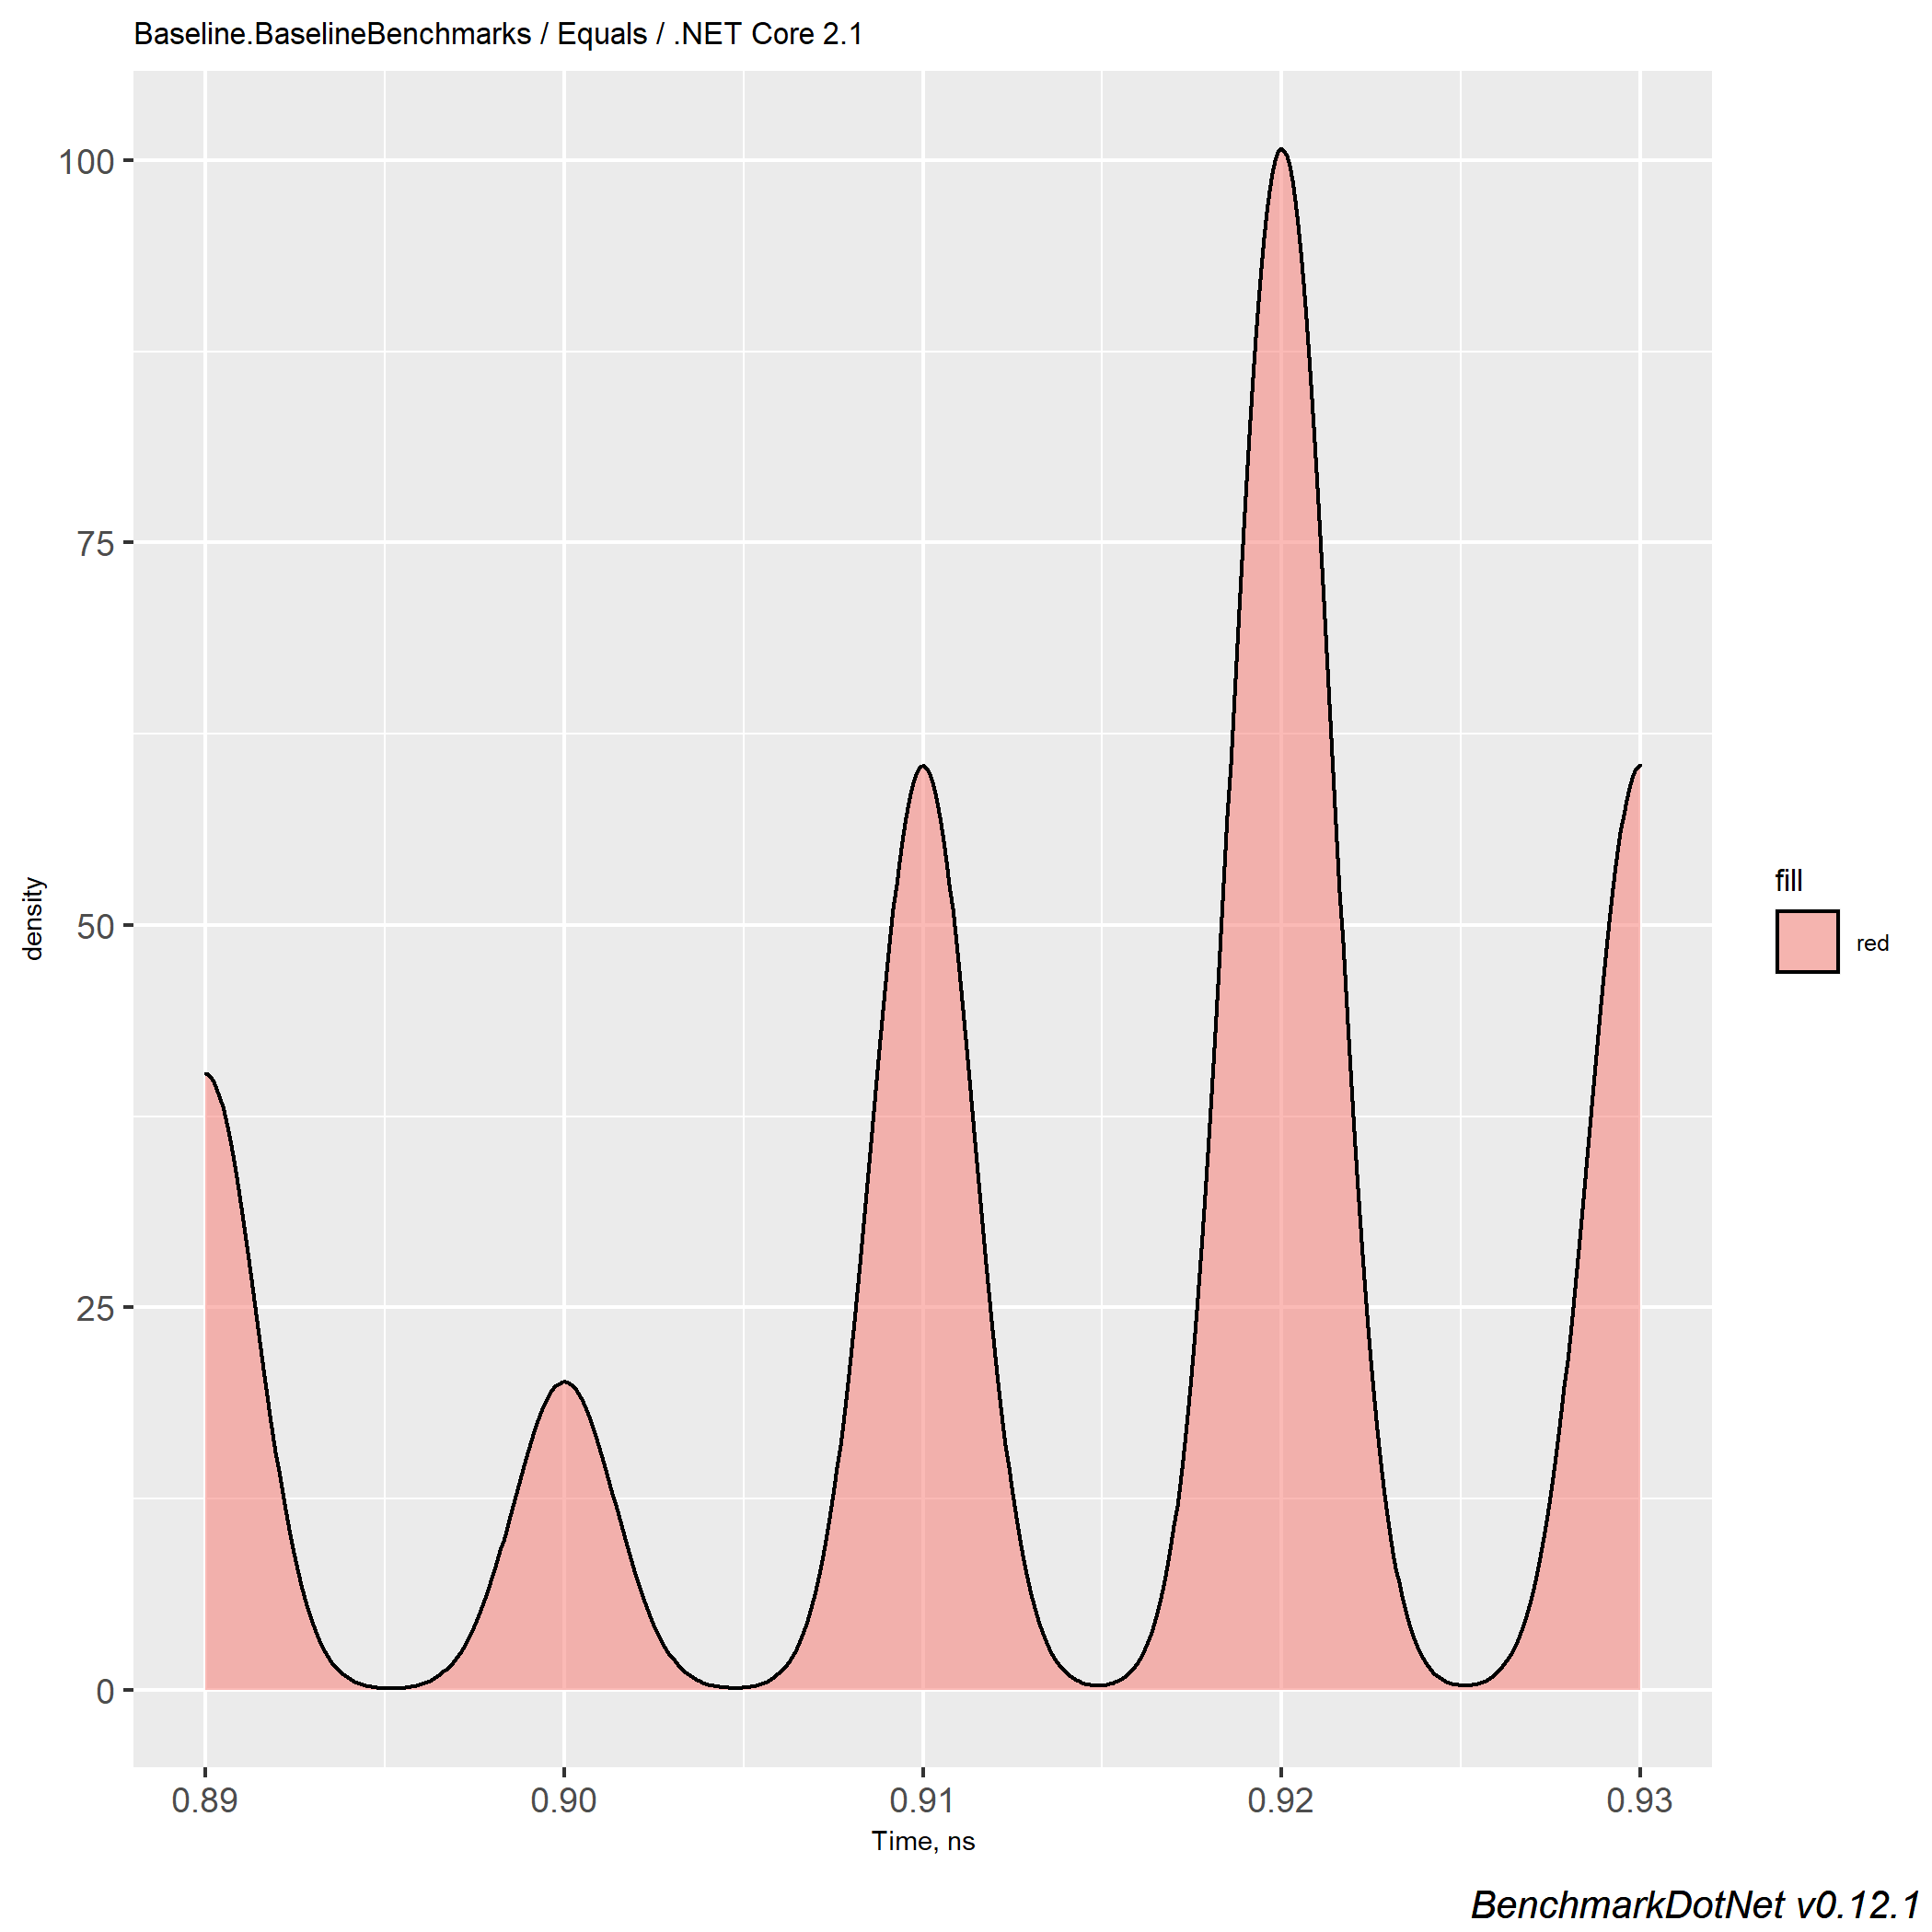 Baseline.BaselineBenchmarks / Equals / .NET Core 2.1
100
75
50
25
0
density
0.89 0.90 0.91 0.92 0.93
Time, ns
fill
red
BenchmarkDotNet v0.12.1